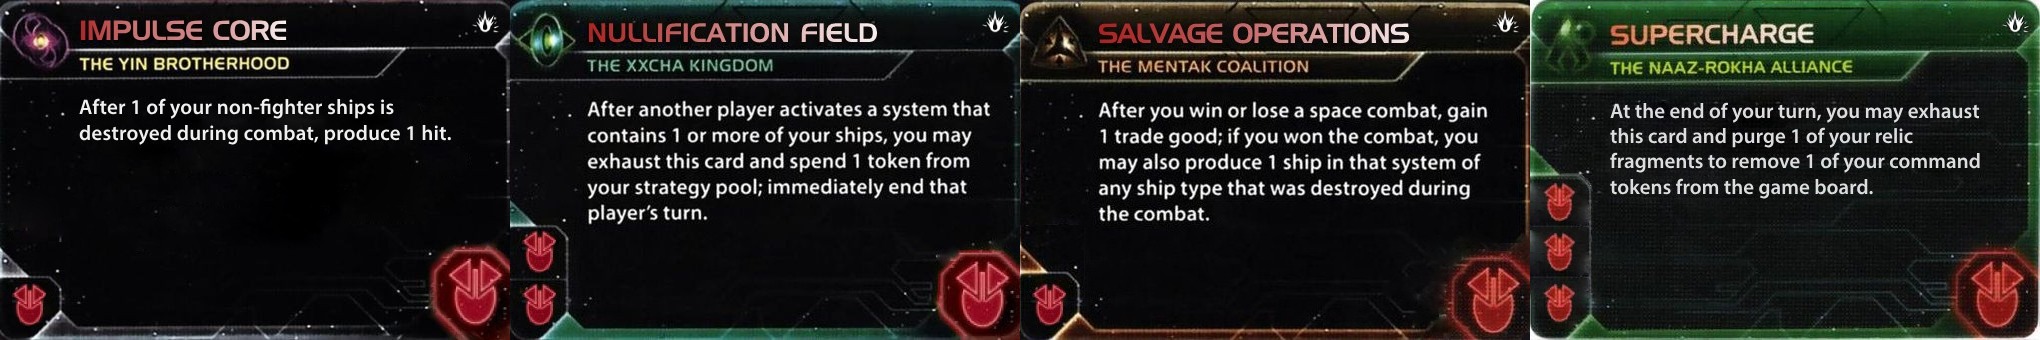 IMPULSE CORE
THE YIN BROTHERHOOD
After 1 of your non-fighter ships is
destroyed during combat, produce 1 hit.
NULLIFICATION FIELD
THE XXCHA KINGDOM
After another player activates a system that
contains 1 or more of your ships, you may
exhaust this card and spend 1 token from
your strategy pool; immediately end that
player's turn.
SALVAGE OPERATIONS
THE MENTAK COALITION
After you win or lose a space combat, gain
1 trade good; if you won the combat, you
may also produce 1 ship in that system of
any ship type that was destroyed during
the combat.
SUPERCHARGE
THE NAAZ-ROKHA ALLIANCE
At the end of your turn, you may exhaust
this card and purge 1 of your relic
fragments to remove 1 of your command
tokens from the game board.